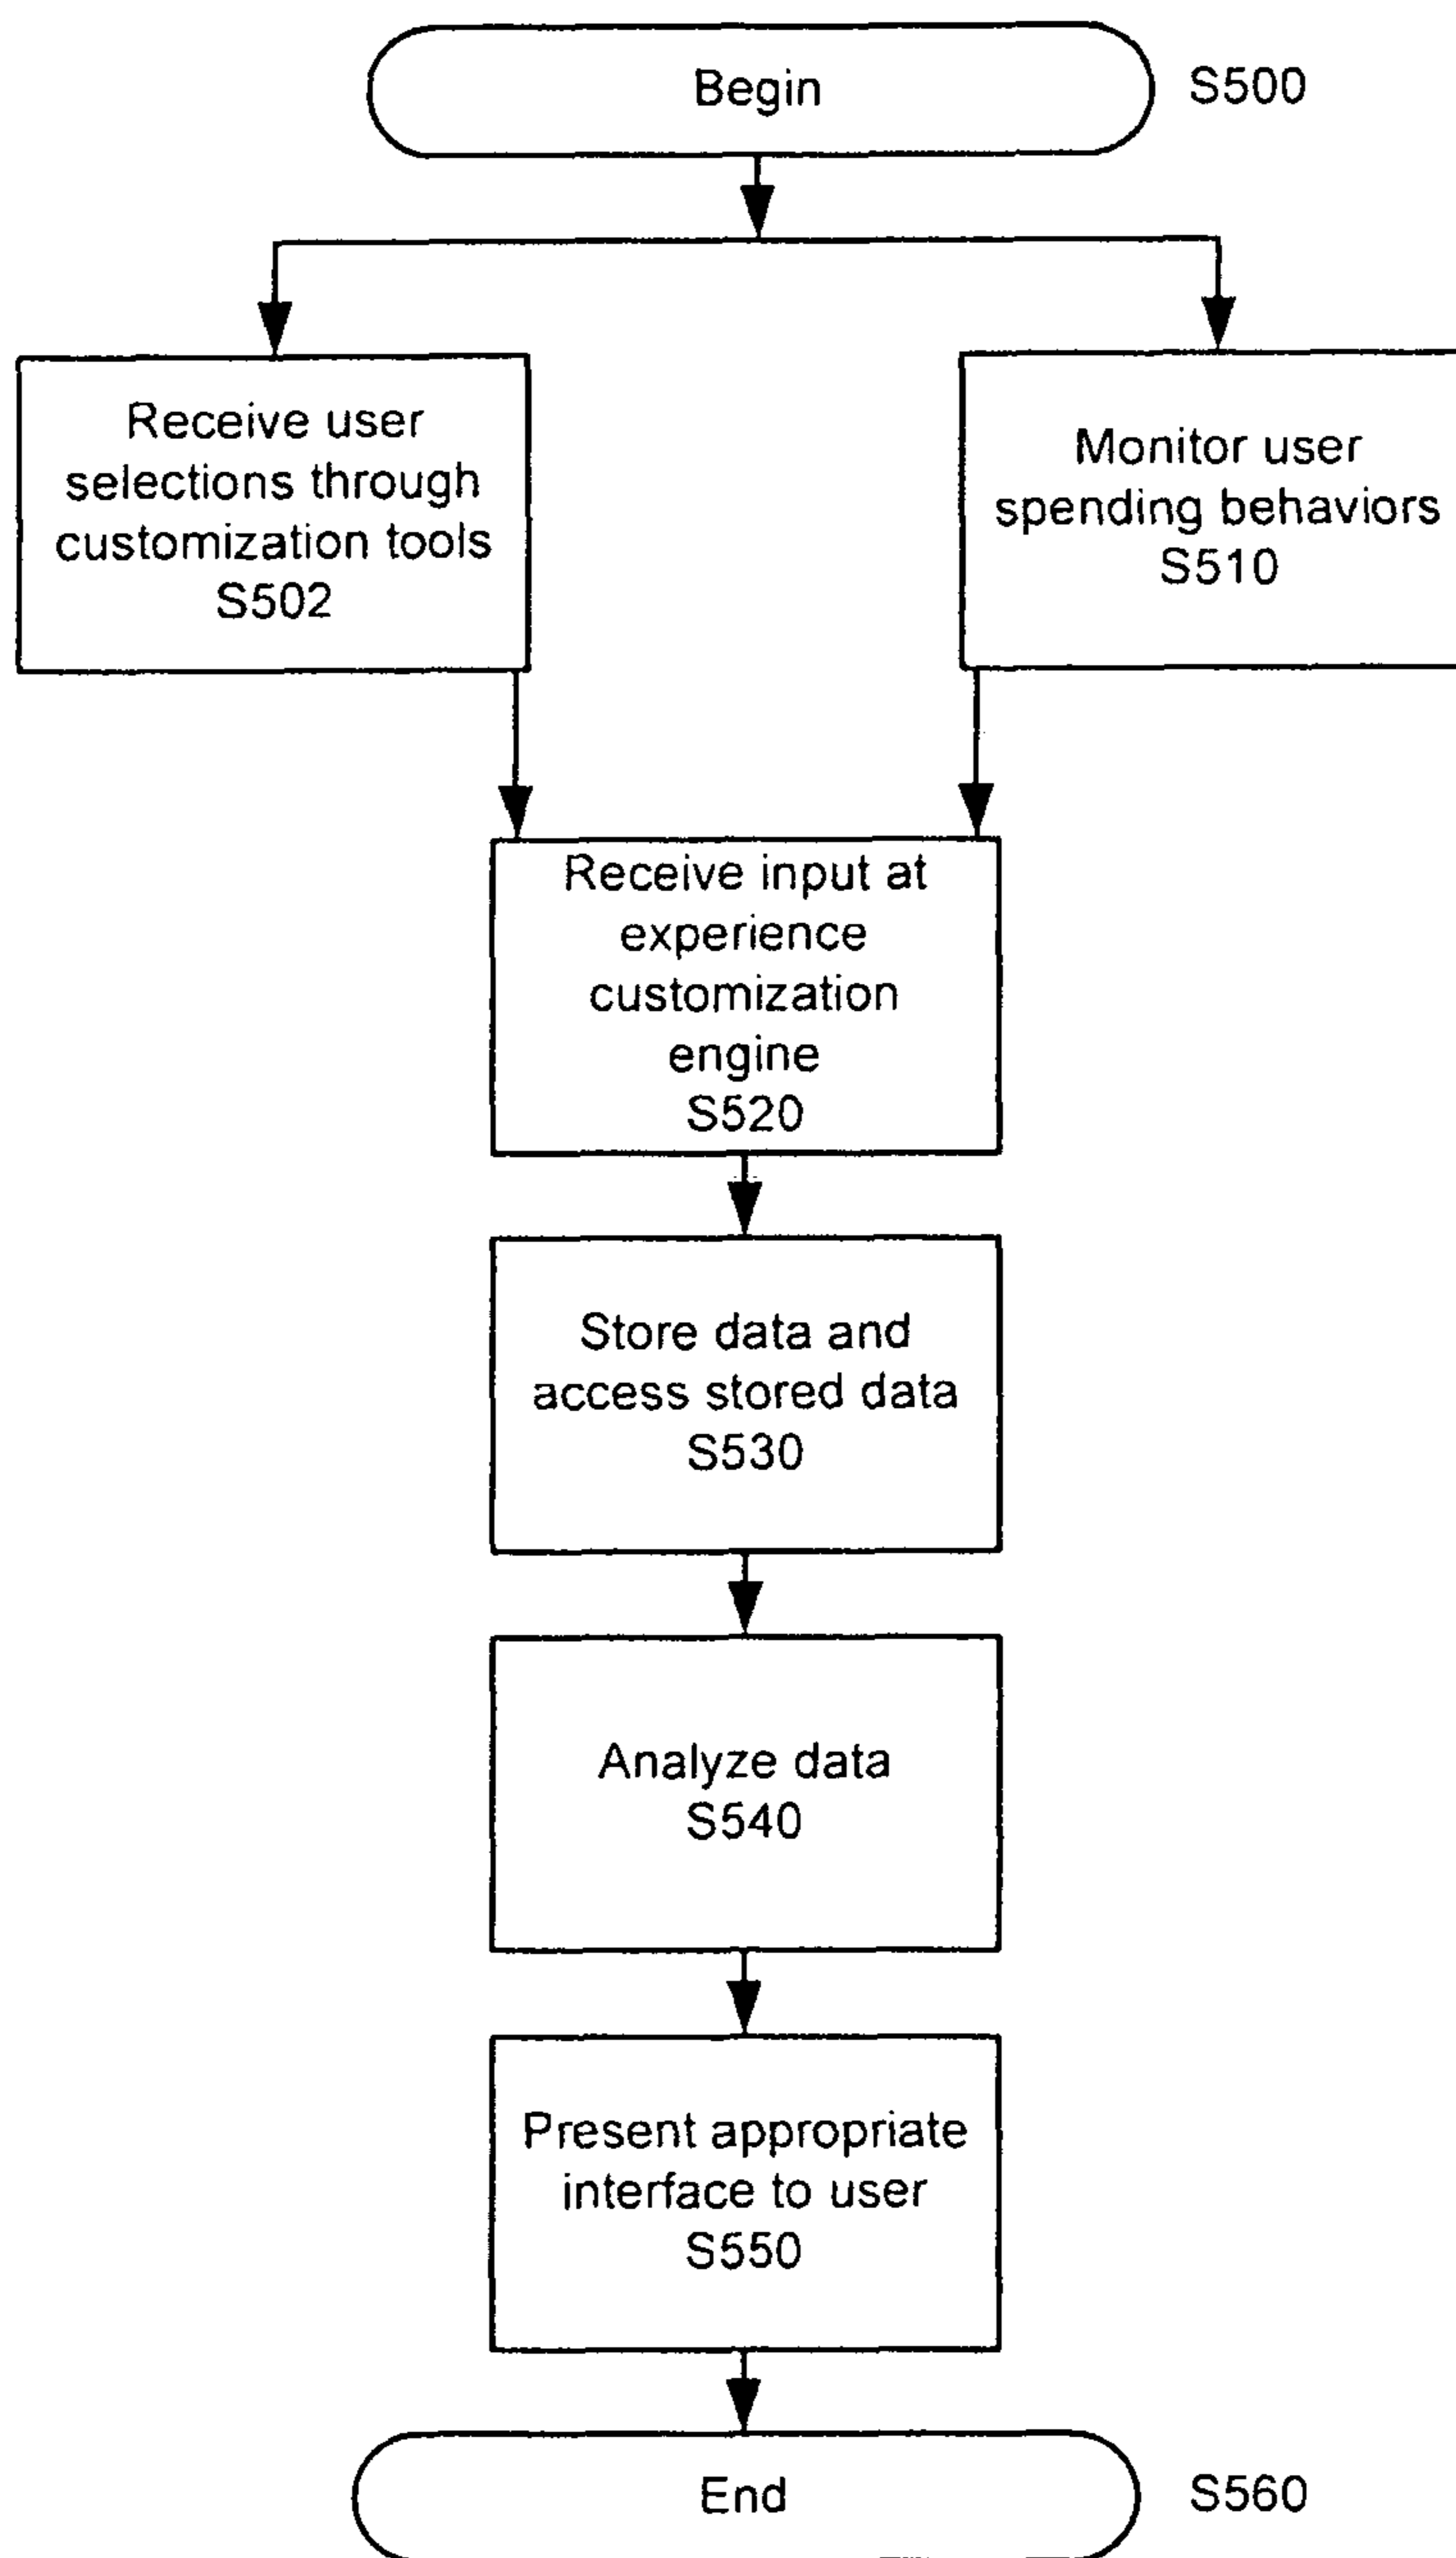 Begin
S500
Receive user
selections through
customization tools
S502
Monitor user
spending behaviors
S510
Receive input at
experience
customization
engine
S520
Store data and
access stored data
S530
Analyze data
S540
Present appropriate
interface to user
S550
End
S560